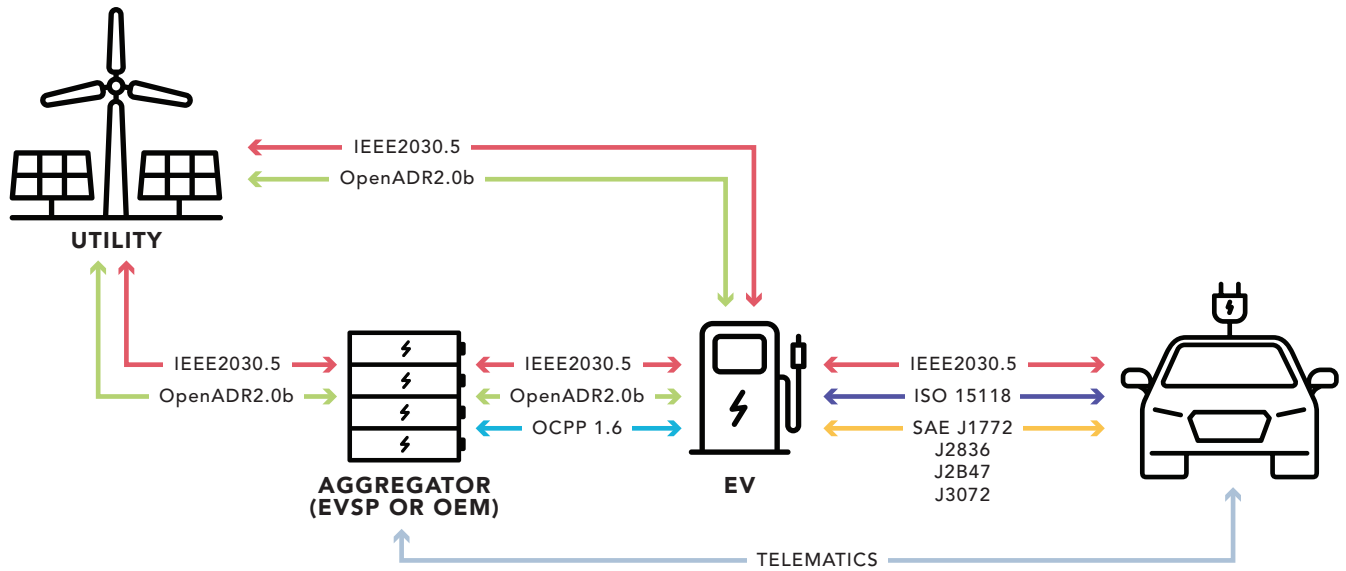 IEEE2030.5
OpenADR2.0b
UTILITY
IEEE2030.5
OpenADR2.0b
IEEE2030.5
OpenADR2.0b
OCPP 1.6
IEEE2030.5
ISO 15118
SAE J1772
J2836
J2B47
J3072
AGGREGATOR
(EVSP OR OEM)
EV
TELEMATICS